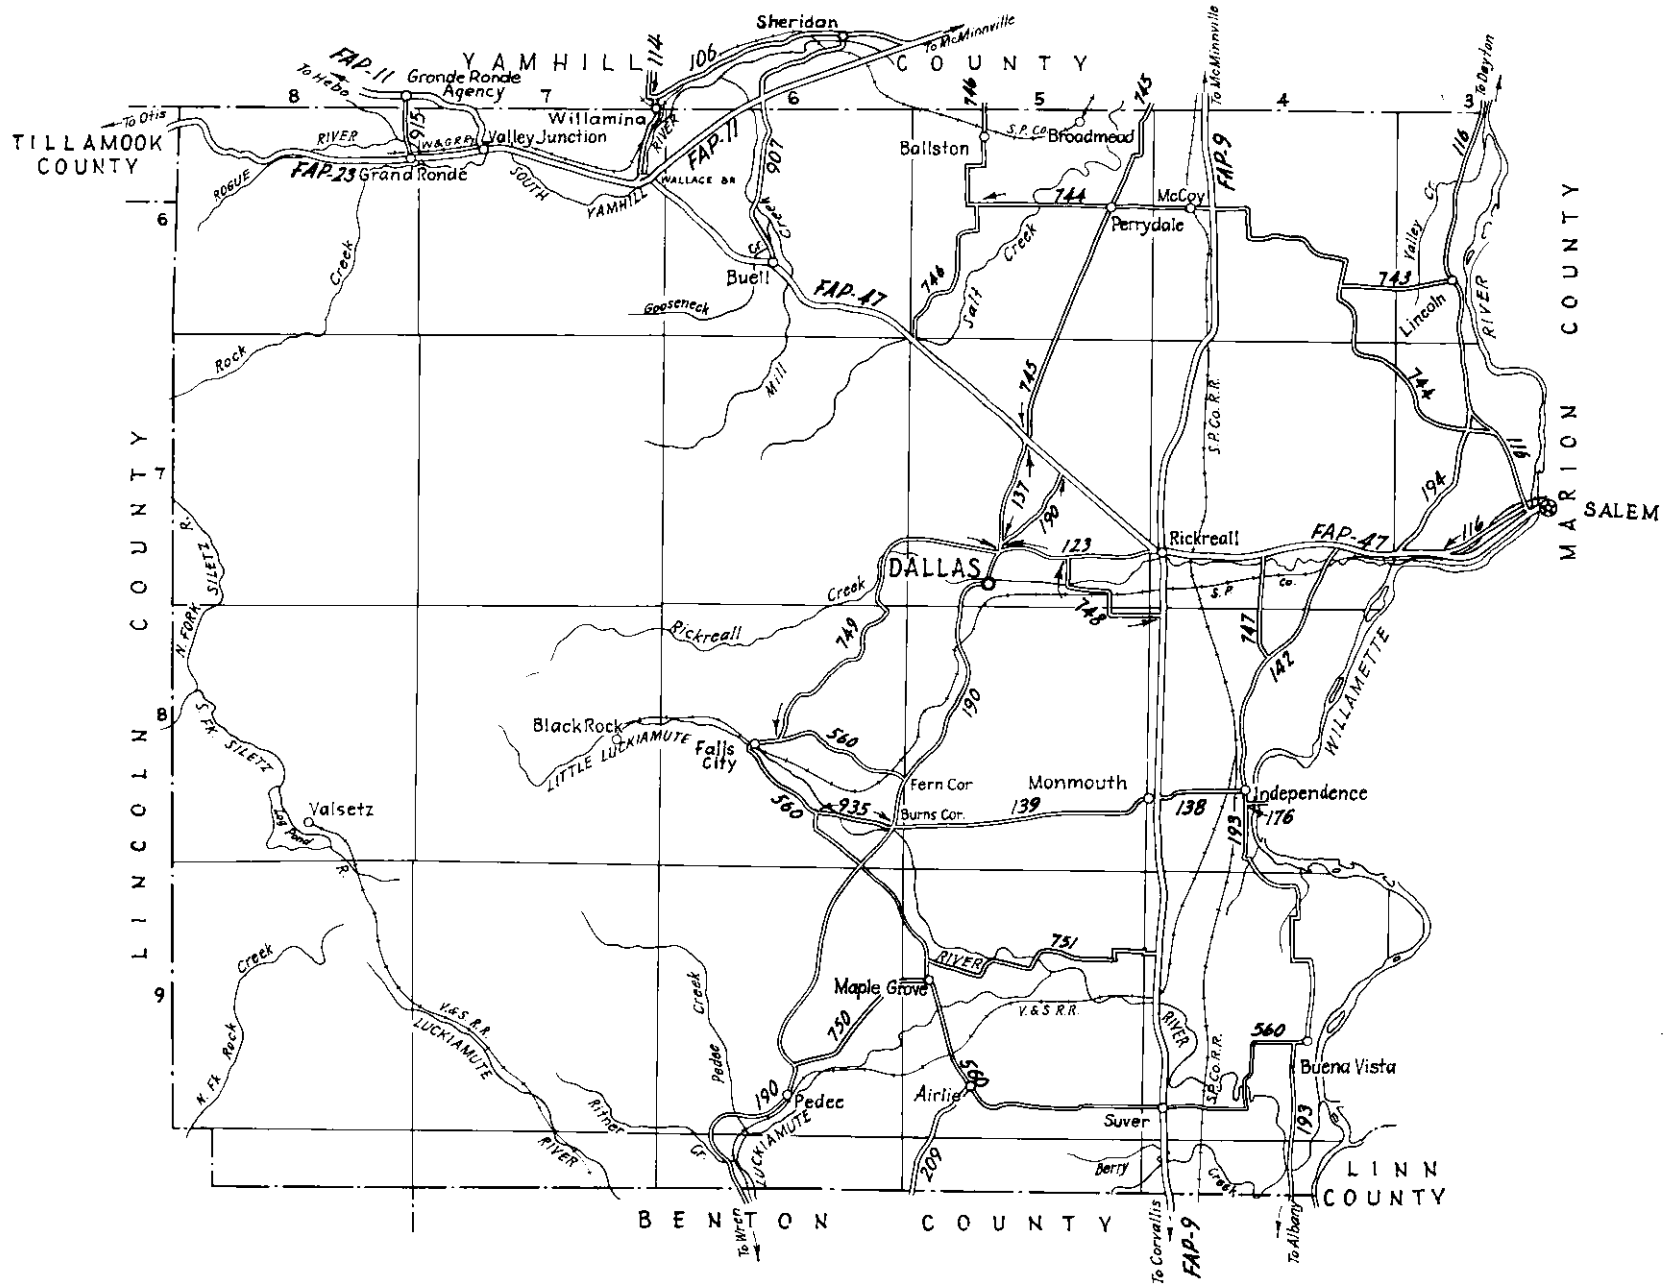 Sheridan
To McMinnville
YAMHILL COUNTY
FAP-11
To Hebo
Gronde Ronde
Agency
114
106
746
745
To McMinnville
To Dayton
8
7
6
5
4
3
To Otis
TILLAMOOK
COUNTY
RIVER
915
W&GRR
Valley Junction
Willamina
RIVER
FAP-11
907
Ballston
S.P. Co.
Broadmead
FAP-9
116
ROGUE
FAP-23
Grand Ronde
SOUTH
YAMHILL
WALLACE BR
744
McCoy
Perrydale
Valley Cr.
6
Creek
Cr.
Creek
Buell
FAP-47
Gooseneck
746
Salt
Creek
743
Lincoln
RIVER
MARION COUNTY
Rock
Mill
745
S.P. Co. R.R.
744
911
7
137
190
194
116
SALEM
N. FORK
SILETZ
R.
123
Rickreall
FAP-47
DALLAS
S.P.
Co.
Creek
Rickreall
749
748
747
142
WILLAMETTE
LINCOLN COUNTY
8
S. FK. SILETZ
R.
Black Rock
LITTLE LUCKIAMUTE
Falls
City
560
190
Fern Cor
Monmouth
Independence
Valsetz
Log Pond
560
935
Burns Cor.
139
138
193
176
9
Creek
Rock
N. Fk
V.&S. R.R.
LUCKIAMUTE
RIVER
Creek
Pedee
RIVER
751
Maple Grove
750
V.&S. R.R.
RIVER
S.P. Co. R.R.
560
Buena Vista
Ritner
Cr.
190
Pedee
LUCKIAMUTE
Airlie
560
Suver
193
209
Berry
Creek
LINN
COUNTY
BENTON COUNTY
To Wren
To Corvallis
FAP-9
To Albany